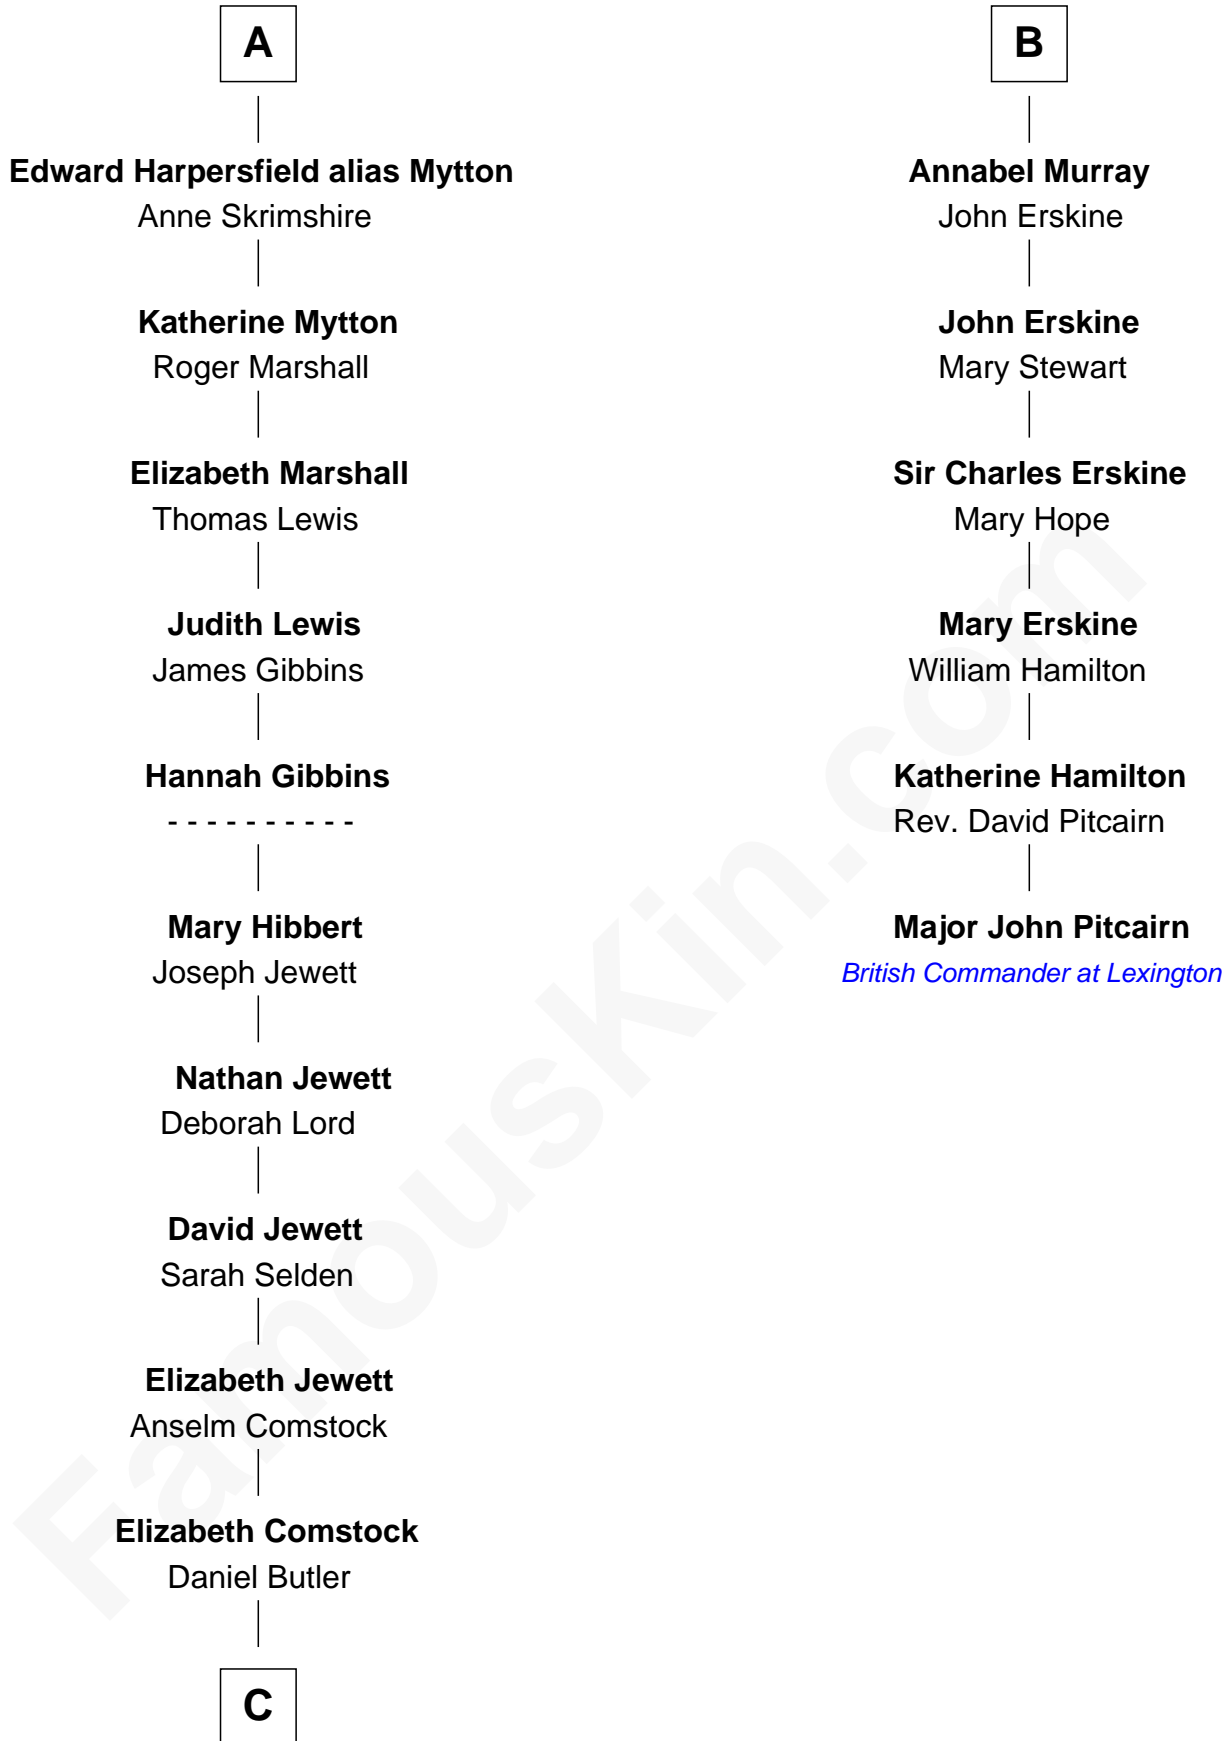 A
Edward Harpersfield alias Mytton
Anne Skrimshire
Katherine Mytton
Roger Marshall
Elizabeth Marshall
Thomas Lewis
Judith Lewis
James Gibbins
Hannah Gibbins
- - - - - - - - - -
Mary Hibbert
Joseph Jewett
Nathan Jewett
Deborah Lord
David Jewett
Sarah Selden
Elizabeth Jewett
Anselm Comstock
Elizabeth Comstock
Daniel Butler
C
B
Annabel Murray
John Erskine
John Erskine
Mary Stewart
Sir Charles Erskine
Mary Hope
Mary Erskine
William Hamilton
Katherine Hamilton
Rev. David Pitcairn
Major John Pitcairn
British Commander at Lexington
FamousKin.com